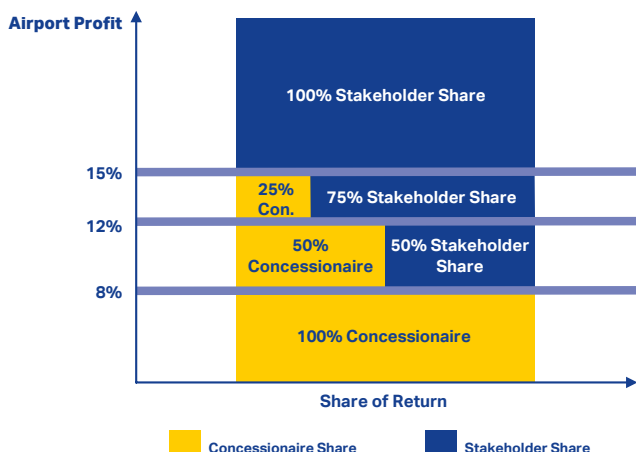 Airport Profit
100% Stakeholder Share
15%
25%
Con.
75% Stakeholder Share
12%
50%
Concessionaire
50% Stakeholder
Share
8%
100% Concessionaire
Share of Return
Concessionaire Share
Stakeholder Share